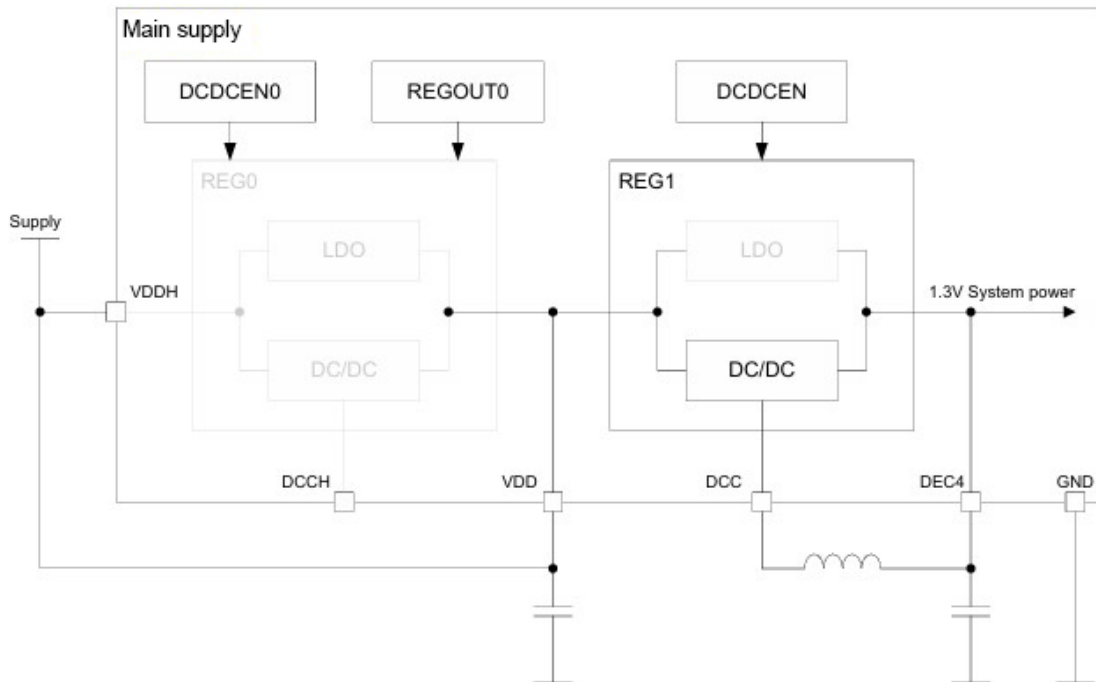 Main supply
DCDCEN0
REGOUT0
DCDCEN
REG0
REG1
Supply
LDO
LDO
VDDH
1.3V System power
DC/DC
DC/DC
DCCH
VDD
DCC
DEC4
GND